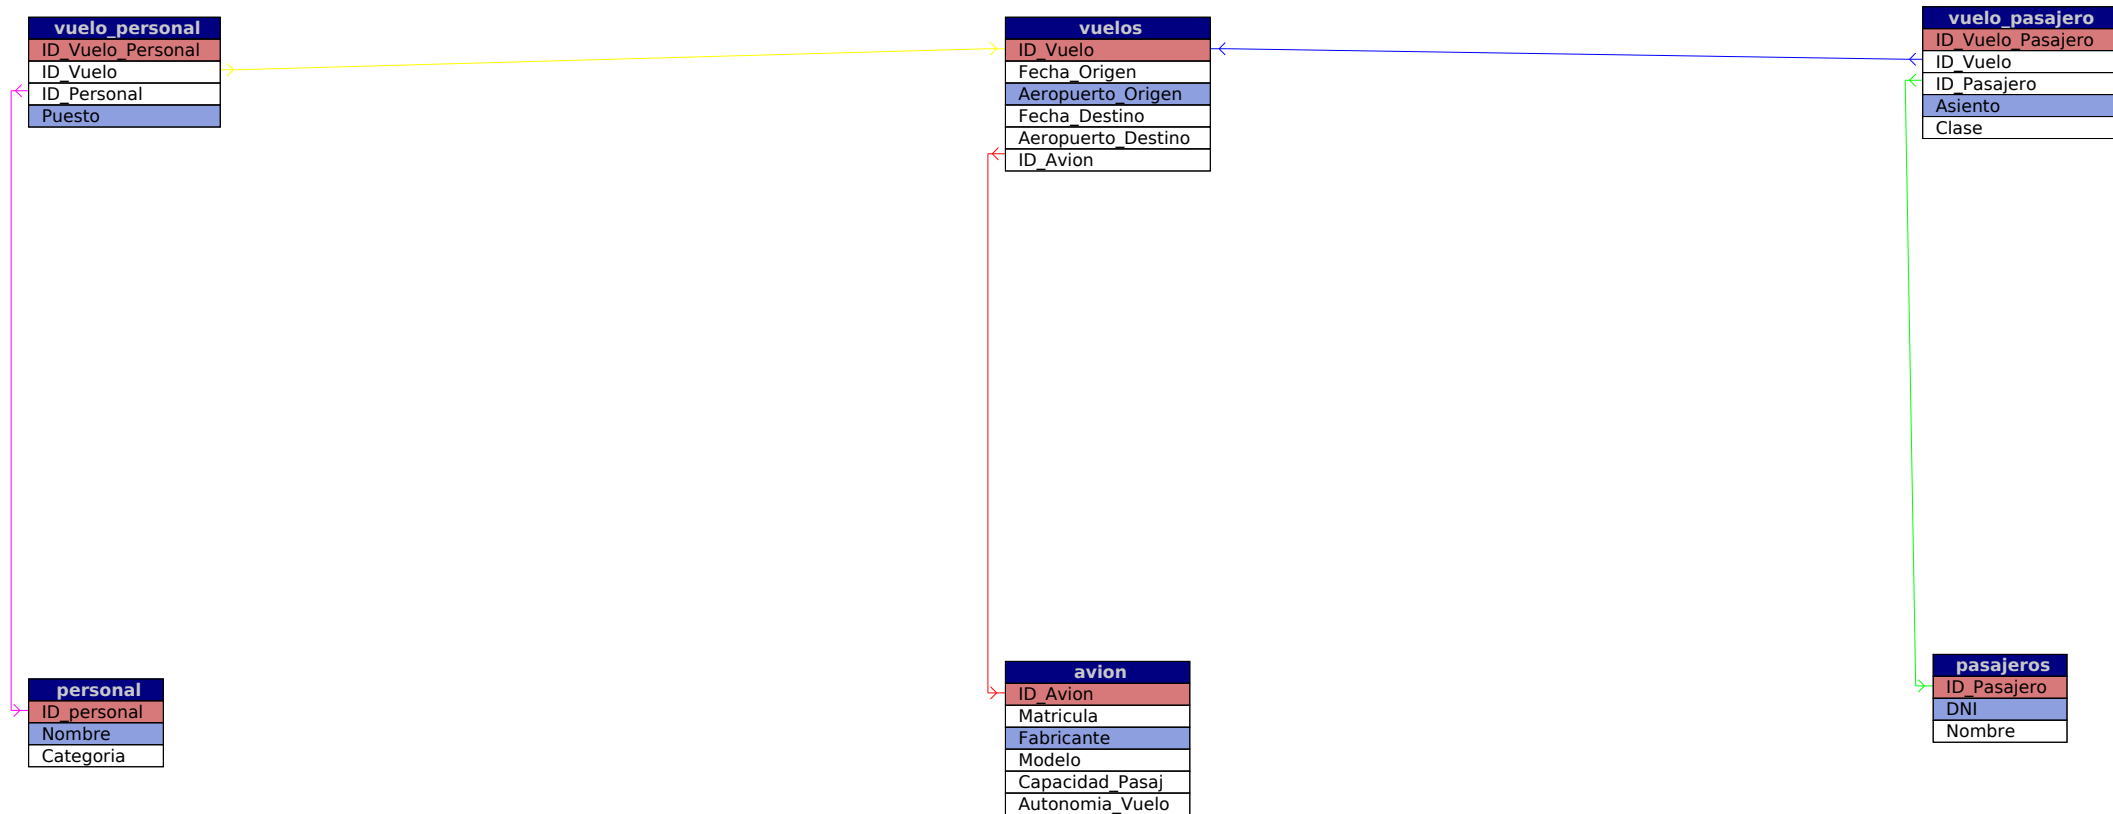 vuelo_personal
ID_Vuelo_Personal
ID_Vuelo
ID_Personal
Puesto
vuelos
ID_Vuelo
Fecha_Origen
Aeropuerto_Origen
Fecha_Destino
Aeropuerto_Destino
ID_Avion
vuelo_pasajero
ID_Vuelo_Pasajero
ID_Vuelo
ID_Pasajero
Asiento
Clase
personal
ID_personal
Nombre
Categoria
avion
ID_Avion
Matricula
Fabricante
Modelo
Capacidad_Pasaj
Autonomia_Vuelo
pasajeros
ID_Pasajero
DNI
Nombre